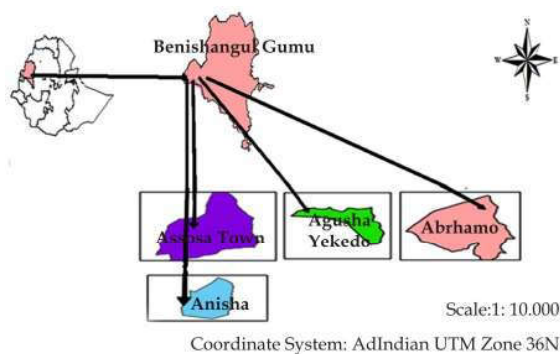 Benishangul Gumu
N
W
E
S
Assosa Town
Agusha
Yekedo
Abrhamo
Anisha
Scale:1: 10.000
Coordinate System: AdIndian UTM Zone 36N